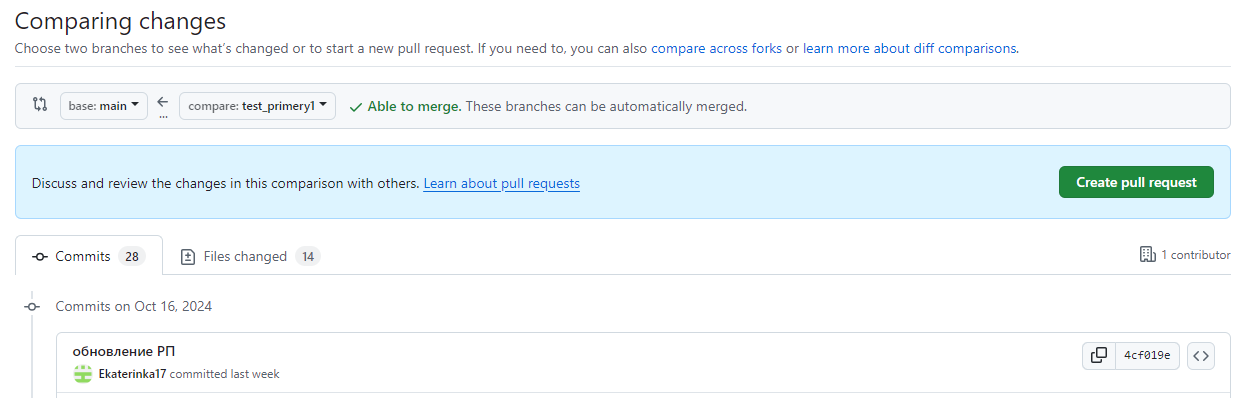 Comparing changes
Choose two branches to see what's changed or to start a new pull request. If you need to, you can also compare across forks or learn more about diff comparisons.
base: main compare: test_primery1 Able to merge. These branches can be automatically merged.
...
Discuss and review the changes in this comparison with others. Learn about pull requests Create pull request
Commits 28 Files changed 14 1 contributor
Commits on Oct 16, 2024
обновление РП
4cf019e
Ekaterinka17 committed last week